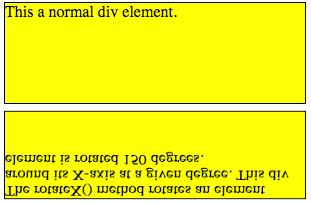 This a normal div element.
The rotateX() method rotates an element
around its X-axis at a given degree. This div
element is rotated 150 degrees.